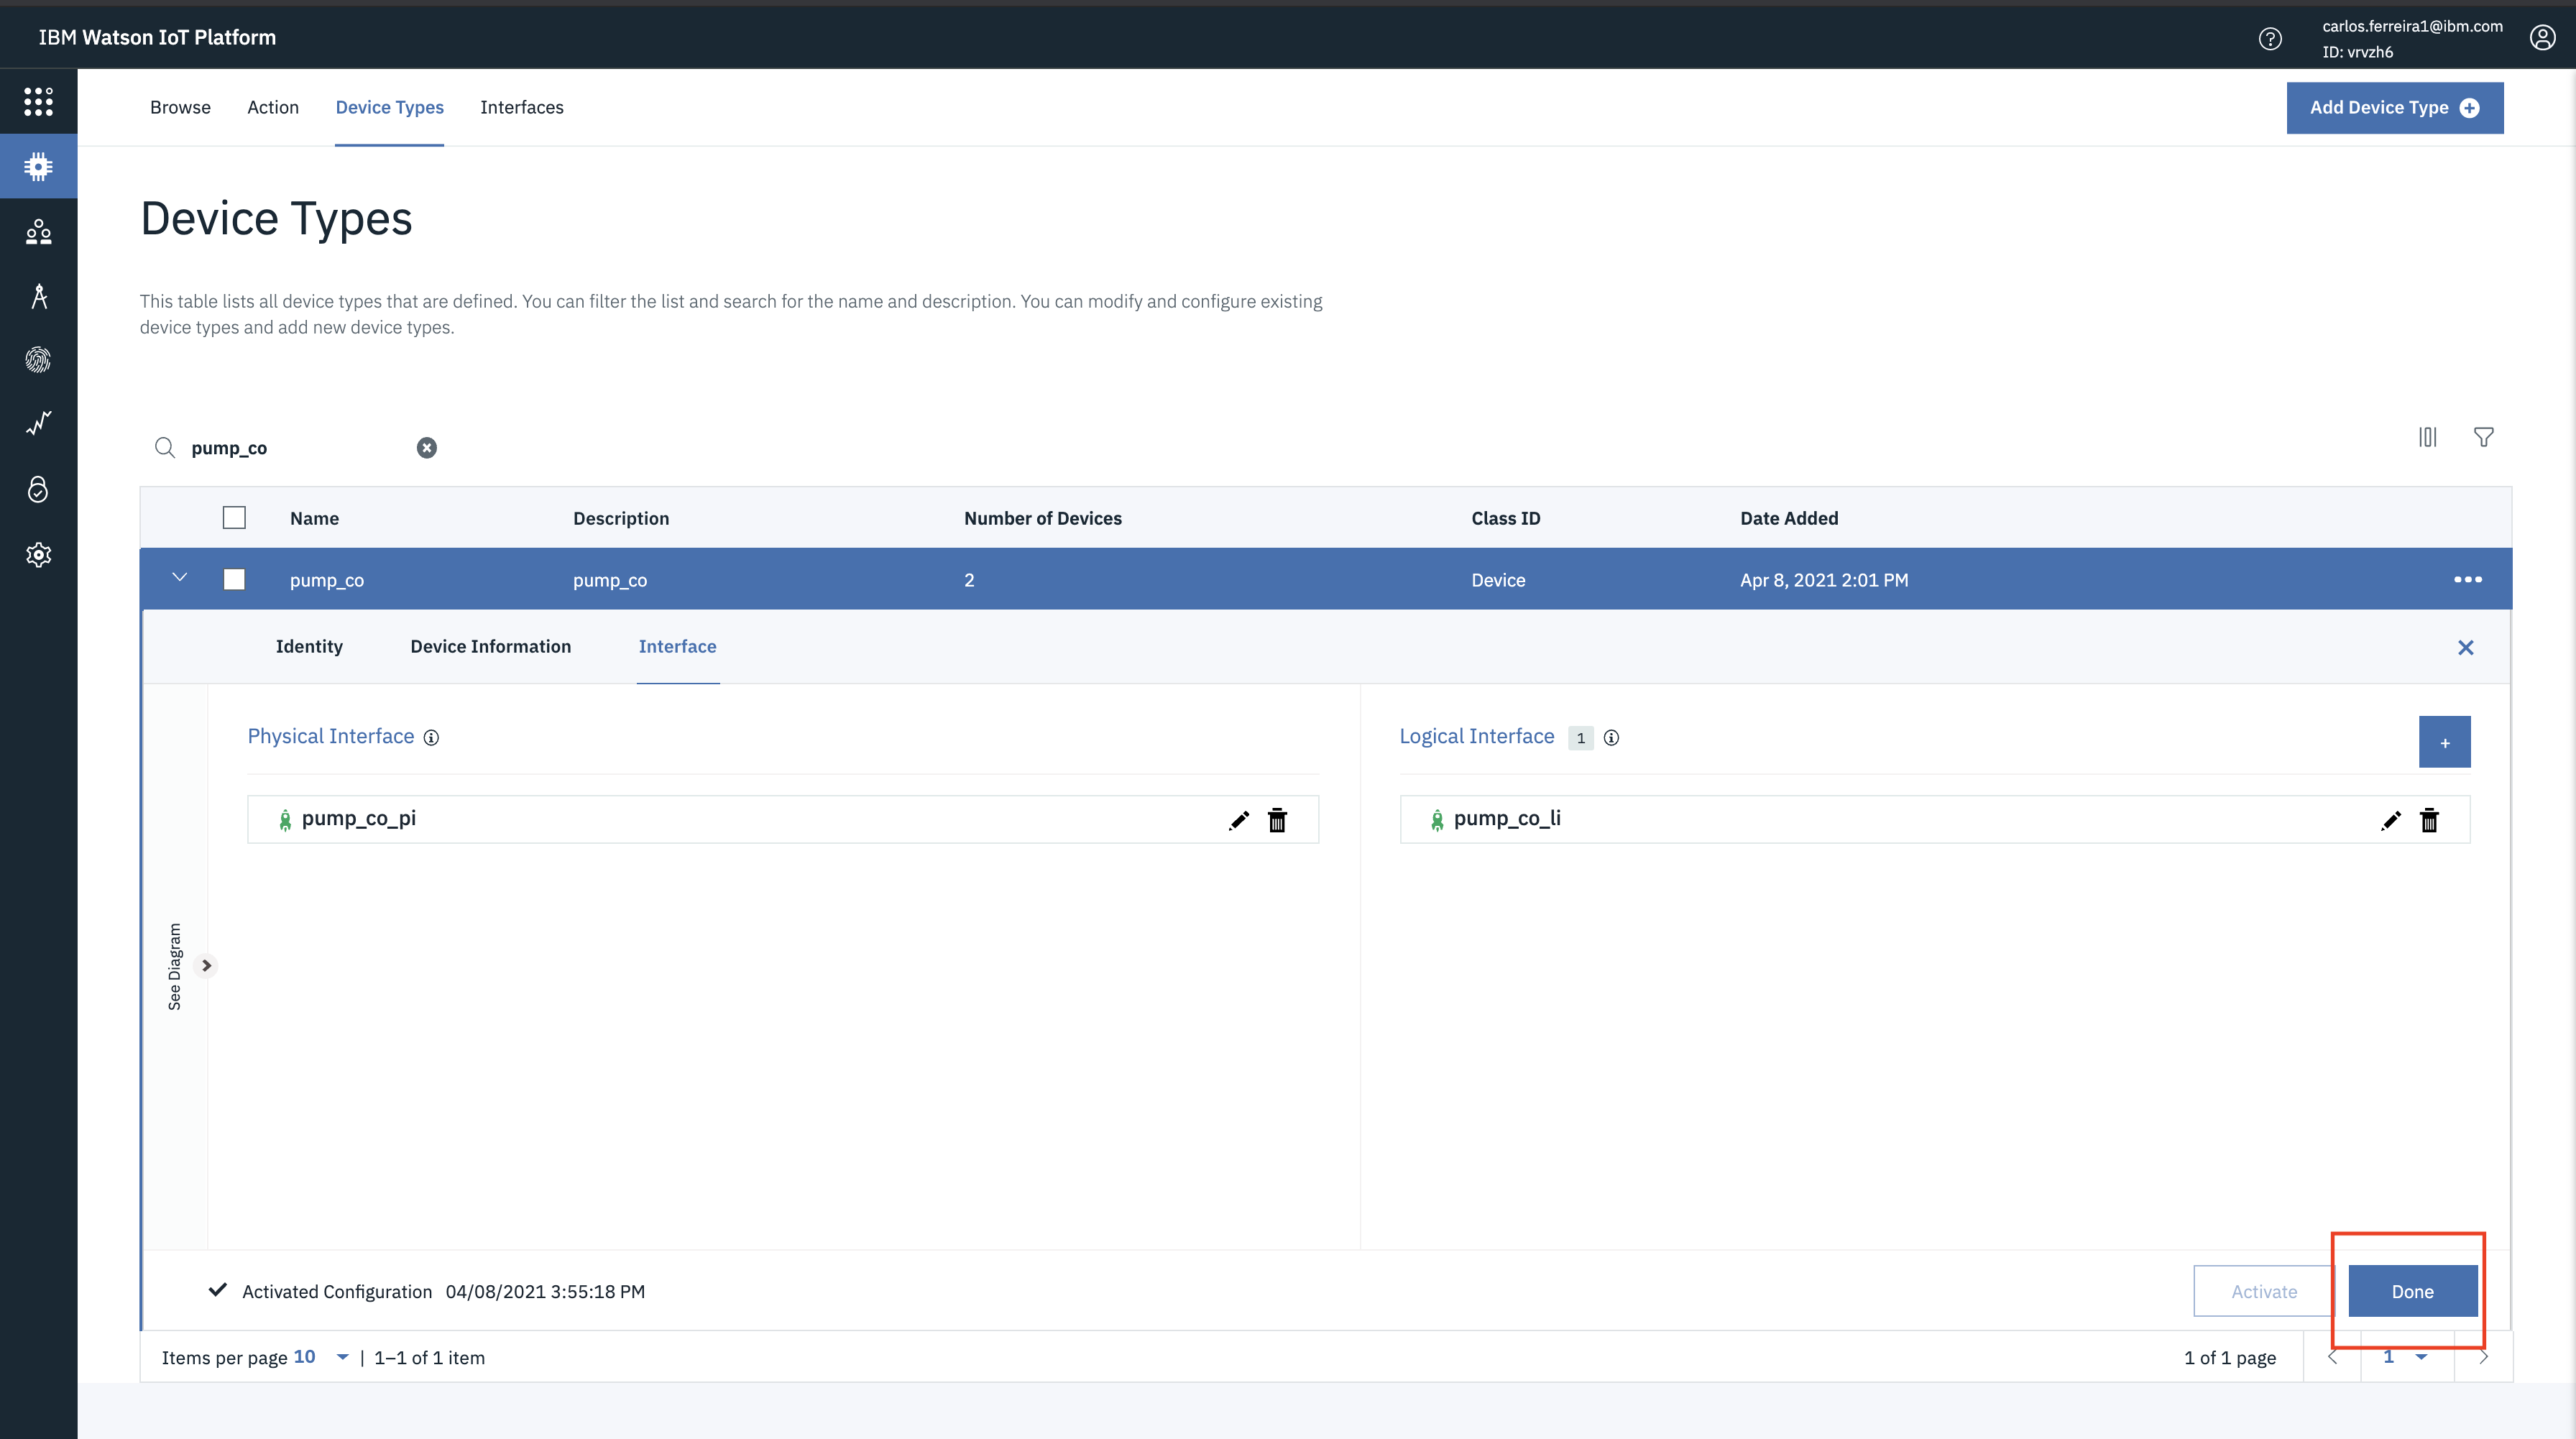 IBM Watson IoT Platform
carlos.ferreira1@ibm.com
ID: vrvzh6
Browse Action Device Types Interfaces
Add Device Type
Device Types
This table lists all device types that are defined. You can filter the list and search for the name and description. You can modify and configure existing
device types and add new device types.
pump_co
Name Description Number of Devices Class ID Date Added
pump_co pump_co 2 Device Apr 8, 2021 2:01 PM
Identity Device Information Interface
Physical Interface
Logical Interface 1
+
pump_co_pi
pump_co_li
See Diagram
Activated Configuration 04/08/2021 3:55:18 PM
Activate Done
Items per page 10 | 1–1 of 1 item
1 of 1 page 1